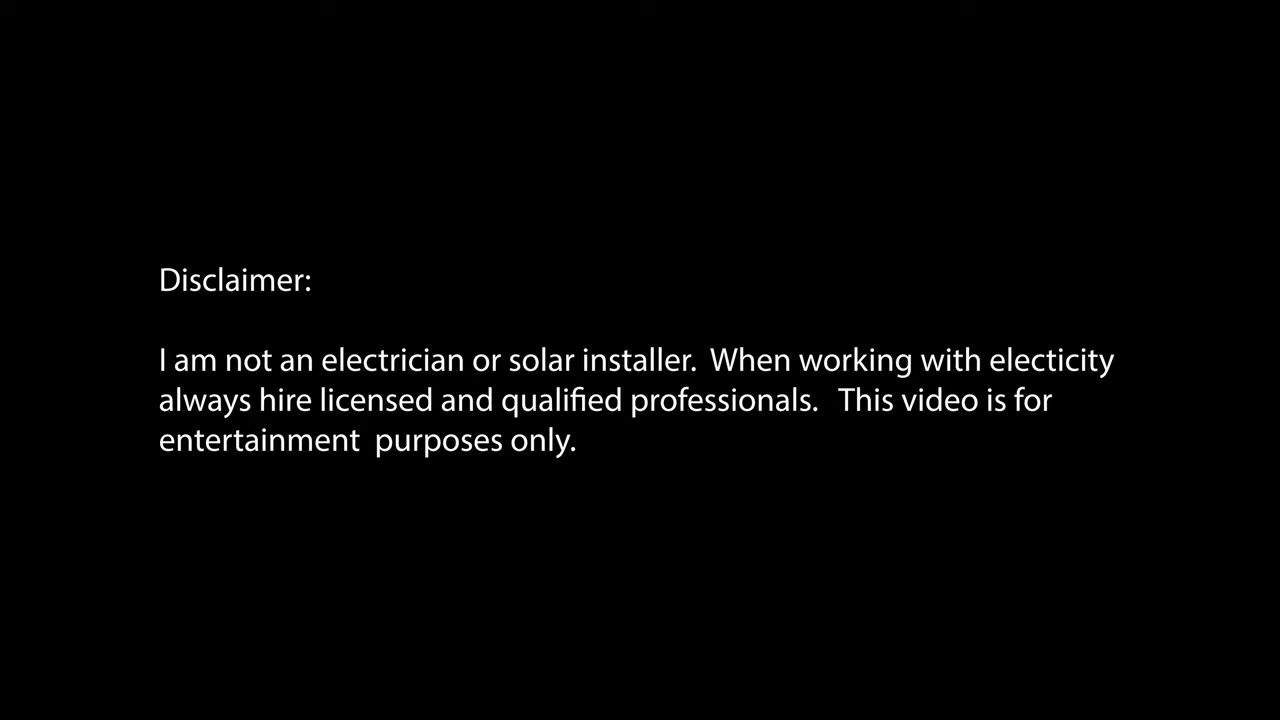 Disclaimer:
I am not an electrician or solar installer.  When working with electicity
always hire licensed and qualified professionals.   This video is for
entertainment  purposes only.